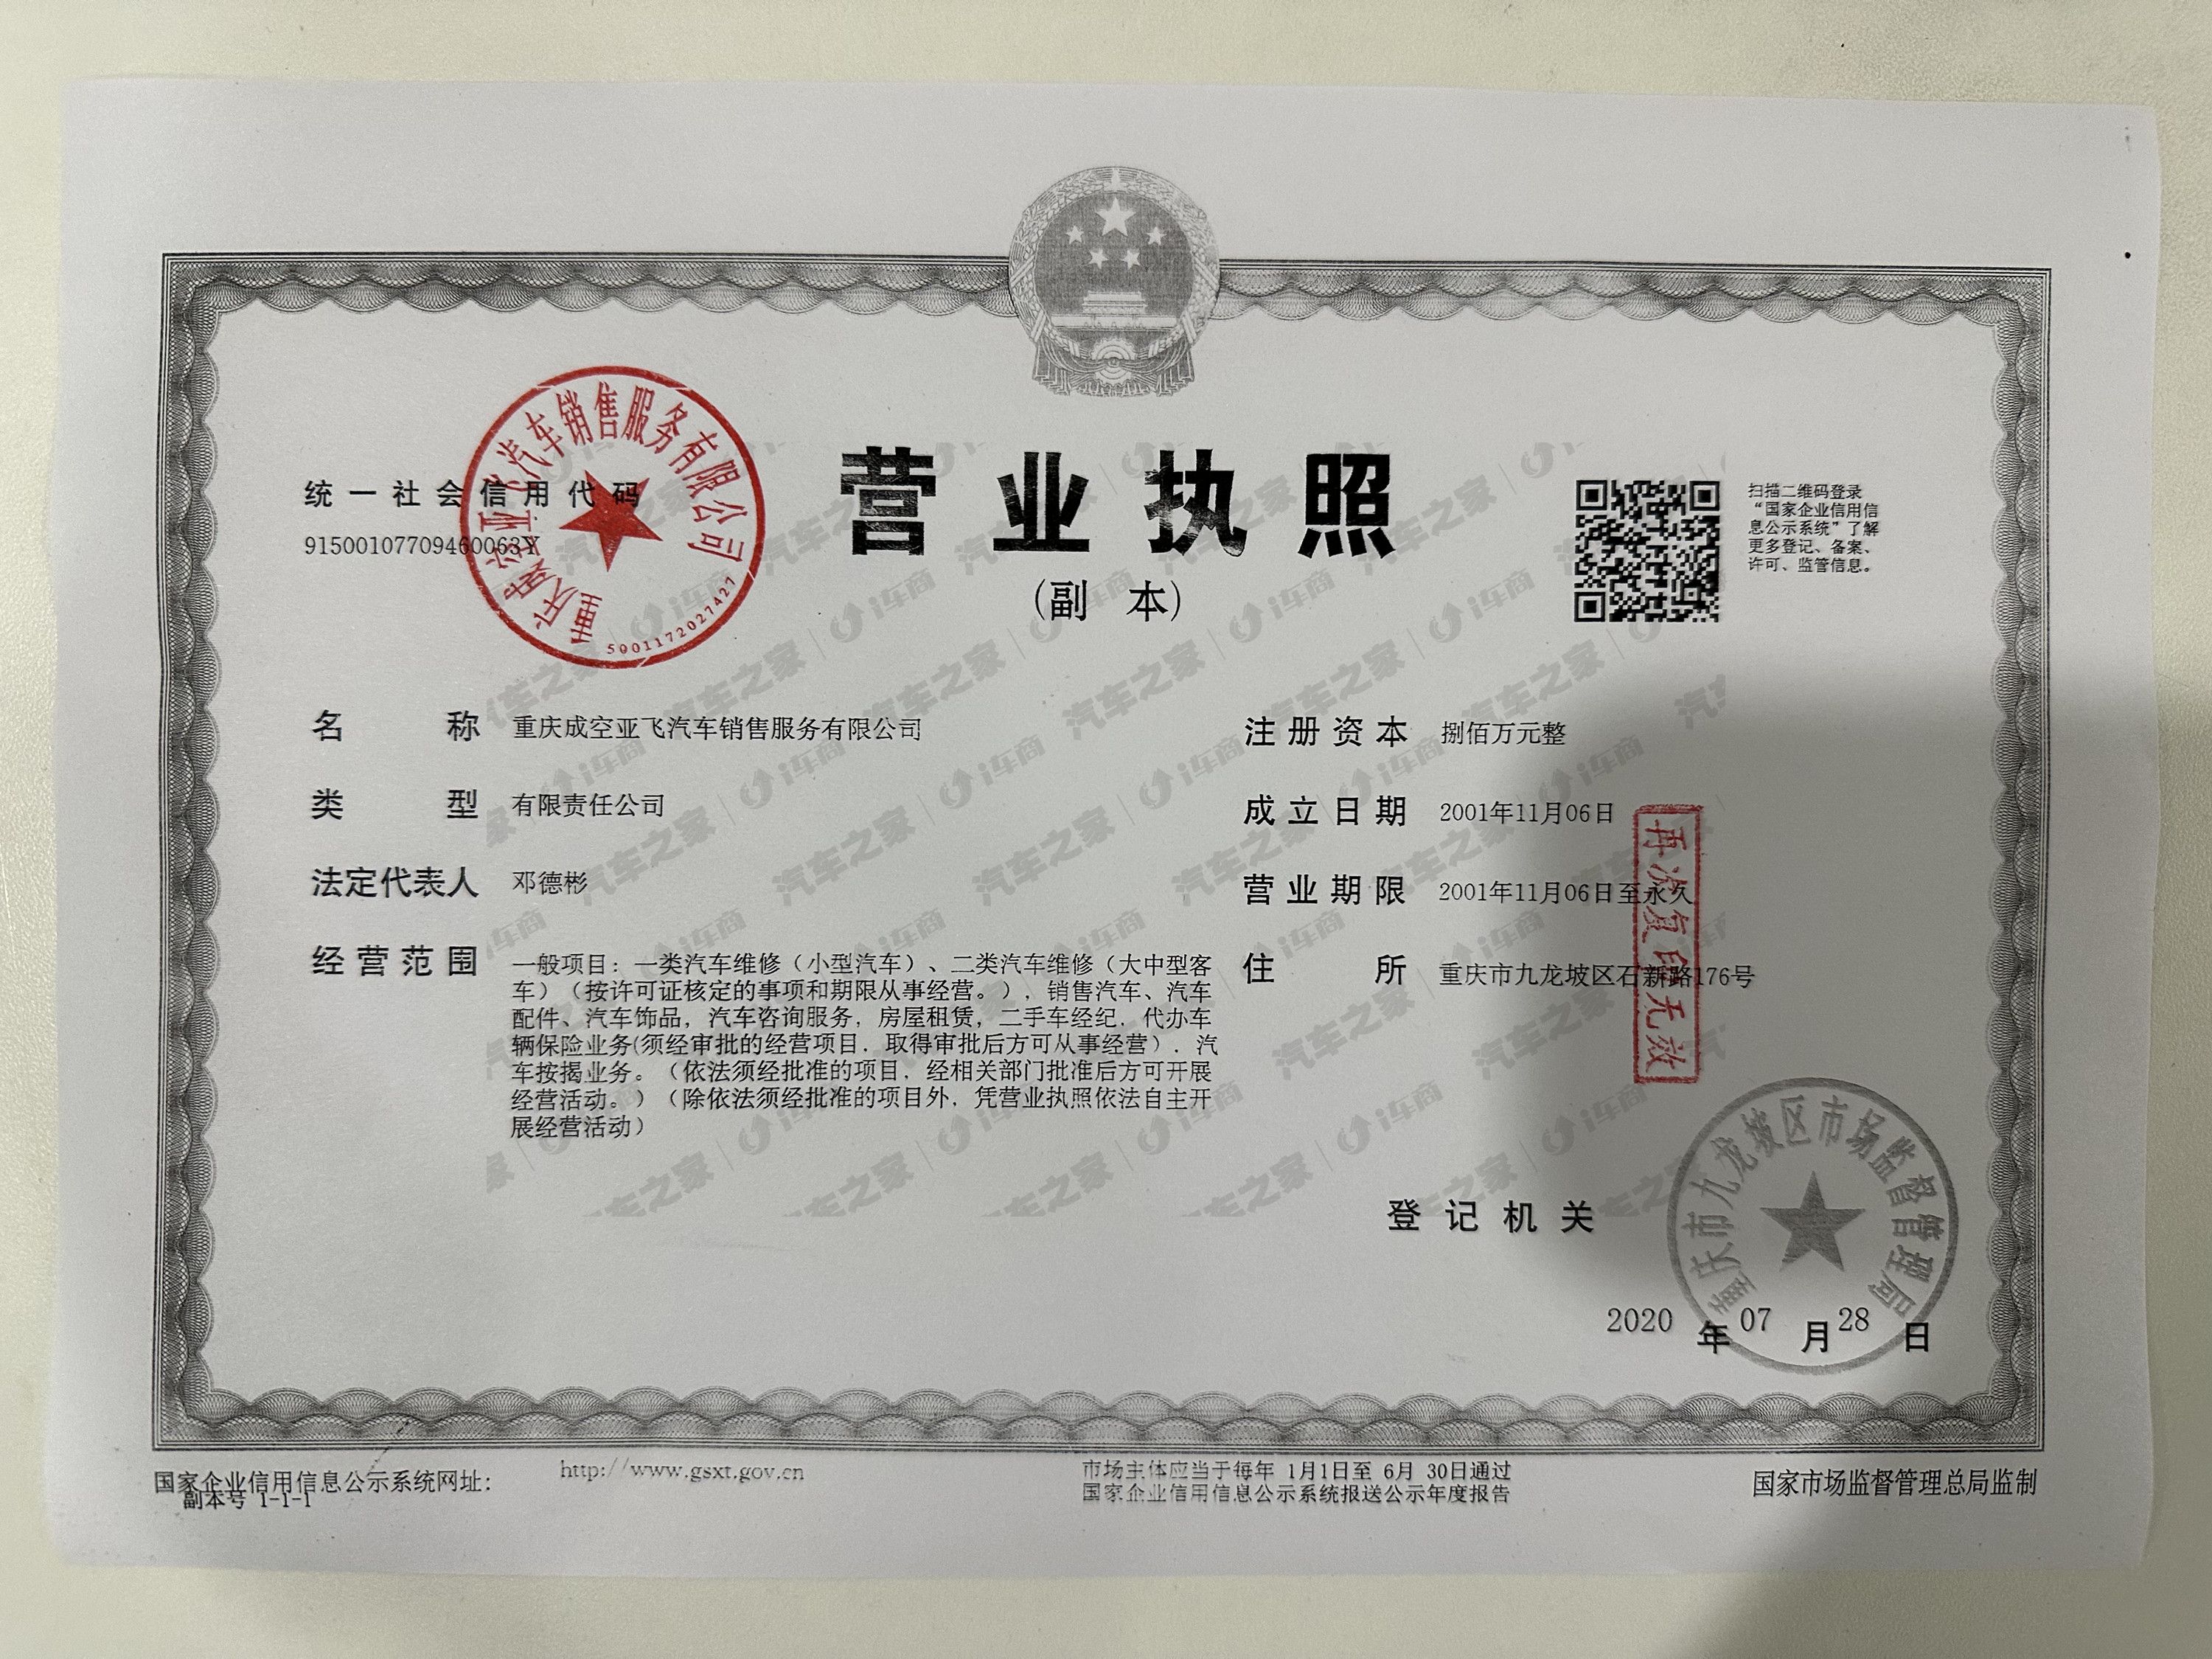 营业执照
（副 本）
统一社会信用代码
91500107709460063Y
重庆成空亚飞汽车销售服务有限公司
5001172027427
扫描二维码登录
“国家企业信用信
息公示系统”了解
更多登记、备案、
许可、监管信息。
名称 重庆成空亚飞汽车销售服务有限公司
类型 有限责任公司
法定代表人 邓德彬
经营范围 一般项目：一类汽车维修（小型汽车）、二类汽车维修（大中型客
车）（按许可证核定的事项和期限从事经营。），销售汽车、汽车
配件、汽车饰品，汽车咨询服务，房屋租赁，二手车经纪，代办车
辆保险业务(须经审批的经营项目，取得审批后方可从事经营），汽
车按揭业务。（依法须经批准的项目，经相关部门批准后方可开展
经营活动。）（除依法须经批准的项目外，凭营业执照依法自主开
展经营活动）
注册资本 捌佰万元整
成立日期 2001年11月06日
营业期限 2001年11月06日至永久
住所 重庆市九龙坡区石新路176号
再次复印无效
登记机关
重庆市九龙坡区市场监督管理局
2020 年 07 月 28 日
国家企业信用信息公示系统网址：
http://www.gsxt.gov.cn
副本号 1-1-1
市场主体应当于每年 1月1日至 6月 30日通过
国家企业信用信息公示系统报送公示年度报告
国家市场监督管理总局监制
汽车之家 | i车商